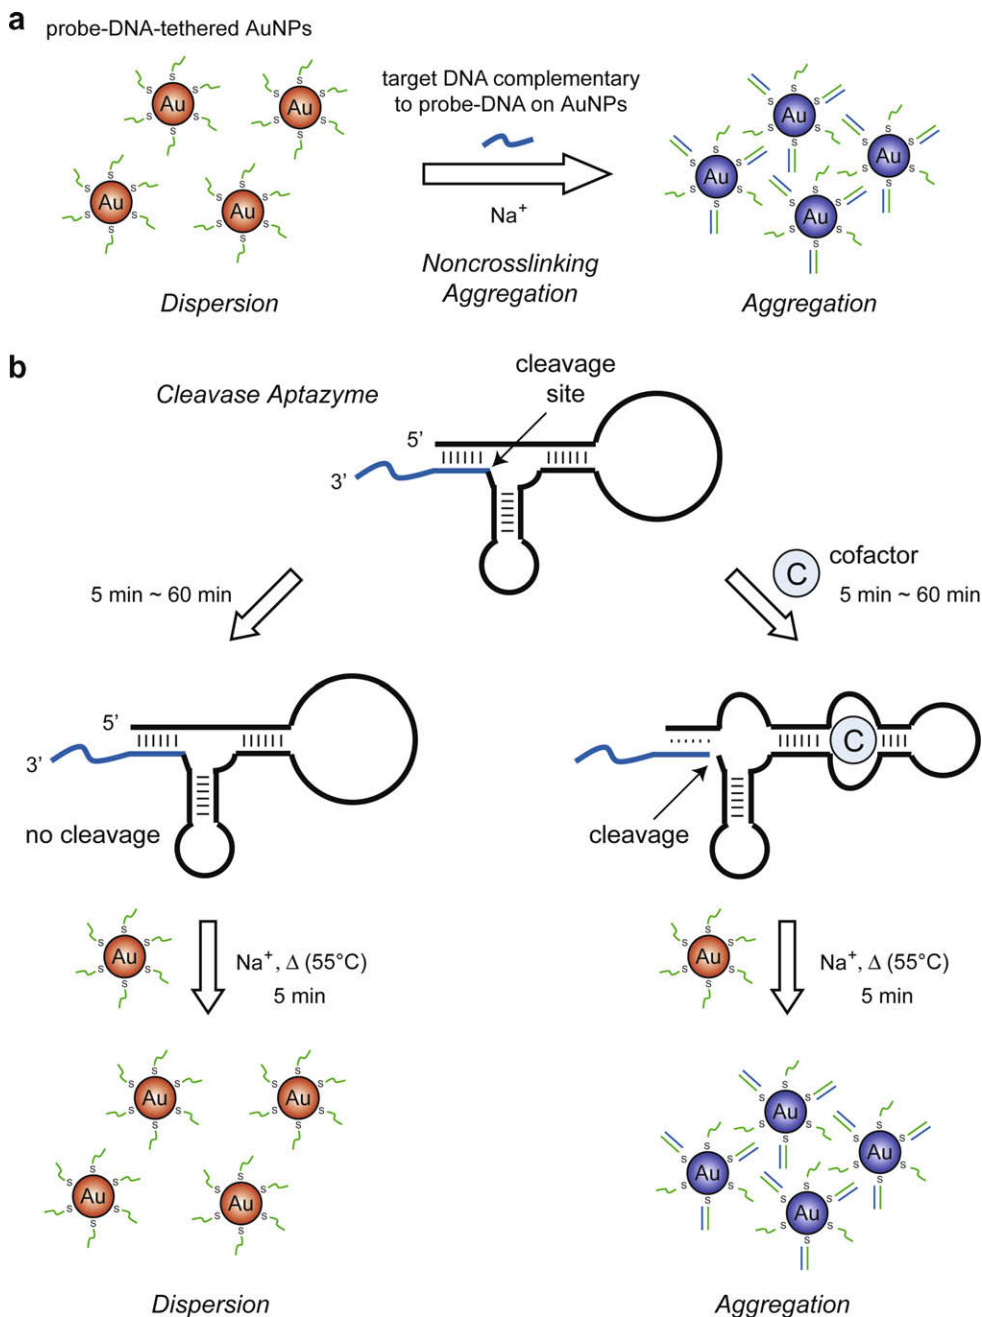 a
probe-DNA-tethered AuNPs
target DNA complementary
to probe-DNA on AuNPs
Na⁺
Noncrosslinking
Aggregation
S S S S S S
Au
S S S S S S
Au
S S S S S S
Au
S S S S S S
Au
Dispersion
S S S S S S
Au
S S S S S S
Au
S S S S S S
Au
S S S S S S
Au
Aggregation
b
Cleavase Aptazyme
cleavage
site
5’
3’
5 min ~ 60 min
C
cofactor
5 min ~ 60 min
5’
3’
no cleavage
C
cleavage
S S S S S S
Au
Na⁺, Δ (55°C)
5 min
S S S S S S
Au
Na⁺, Δ (55°C)
5 min
S S S S S S
Au
S S S S S S
Au
S S S S S S
Au
S S S S S S
Au
Dispersion
S S S S S S
Au
S S S S S S
Au
S S S S S S
Au
S S S S S S
Au
Aggregation